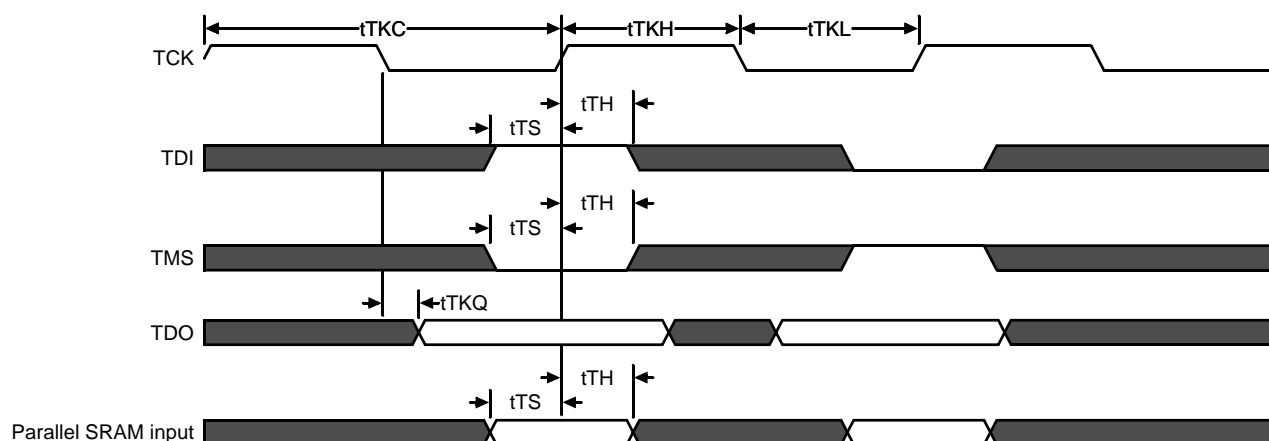 tTKC
tTKH
tTKL
TCK
tTH
tTS
TDI
tTH
tTS
TMS
tTKQ
TDO
tTH
tTS
Parallel SRAM input